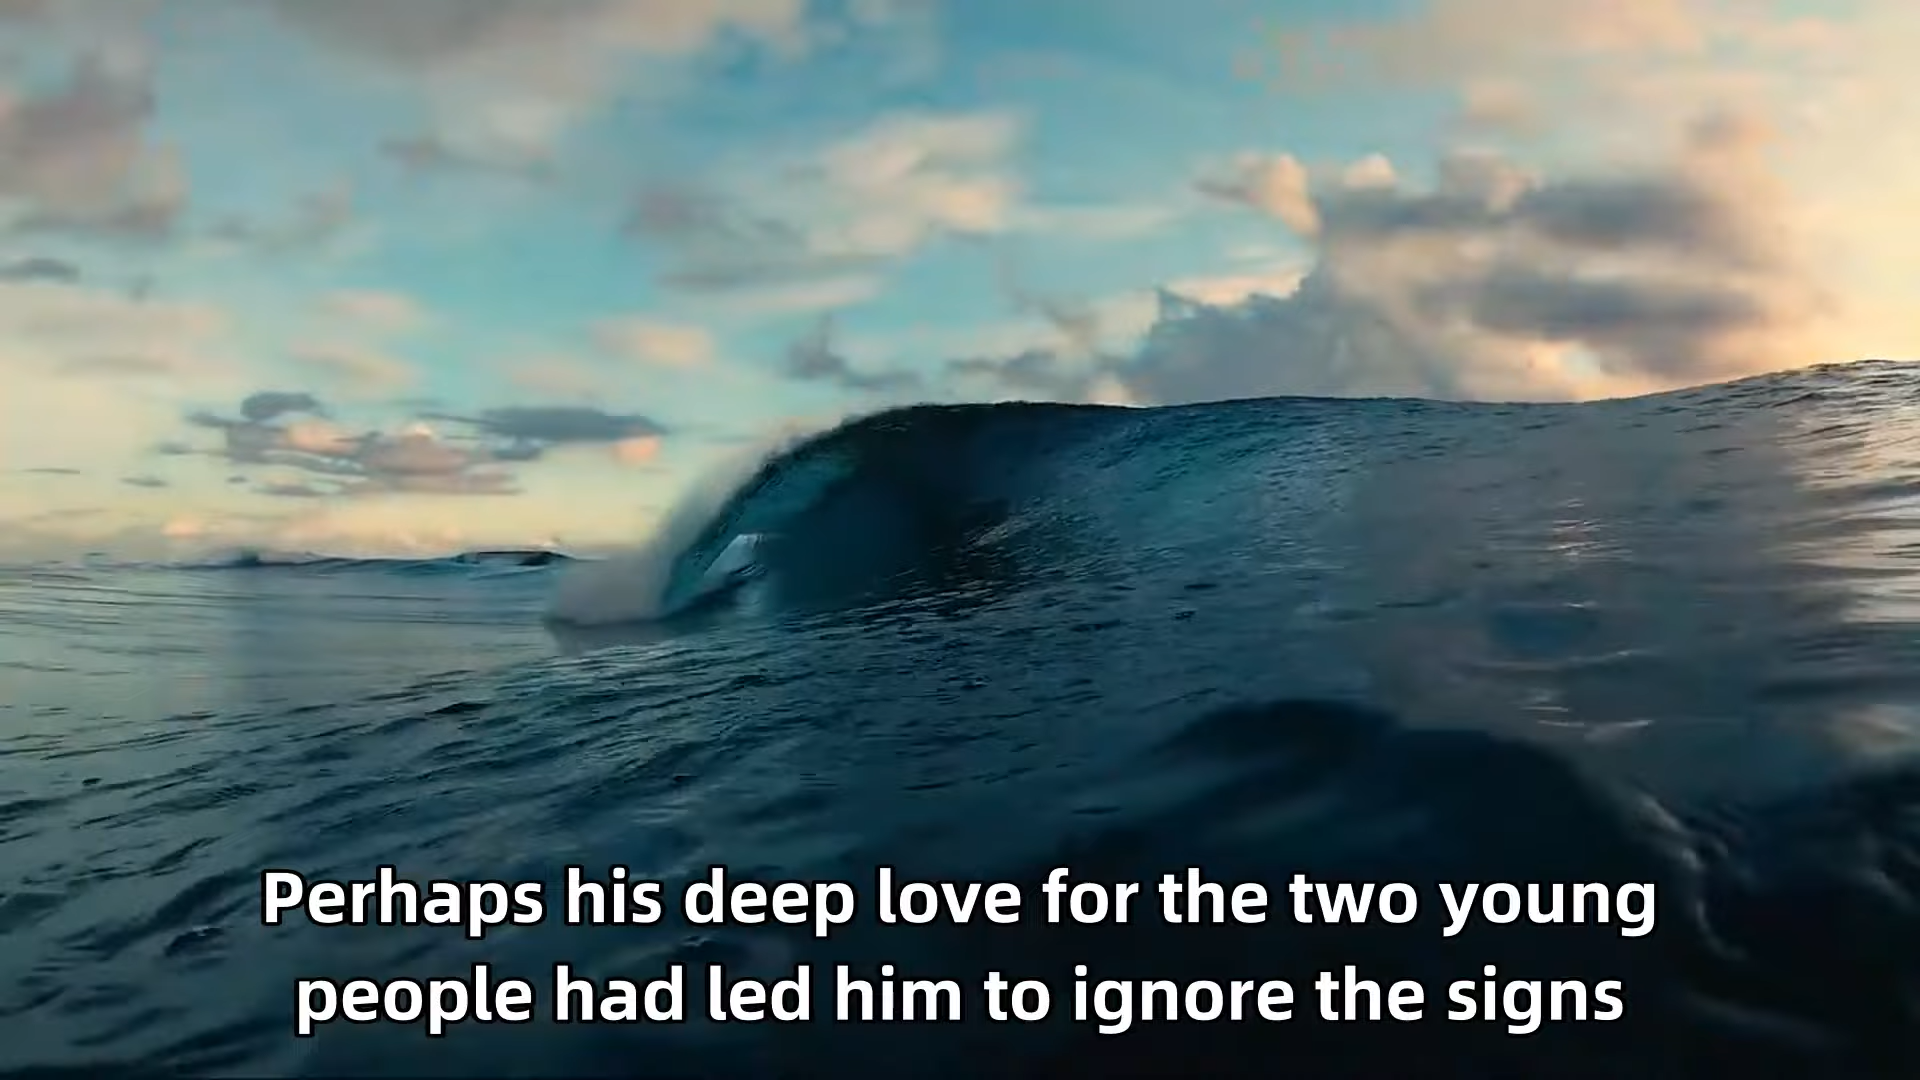 Perhaps his deep love for the two young
people had led him to ignore the signs